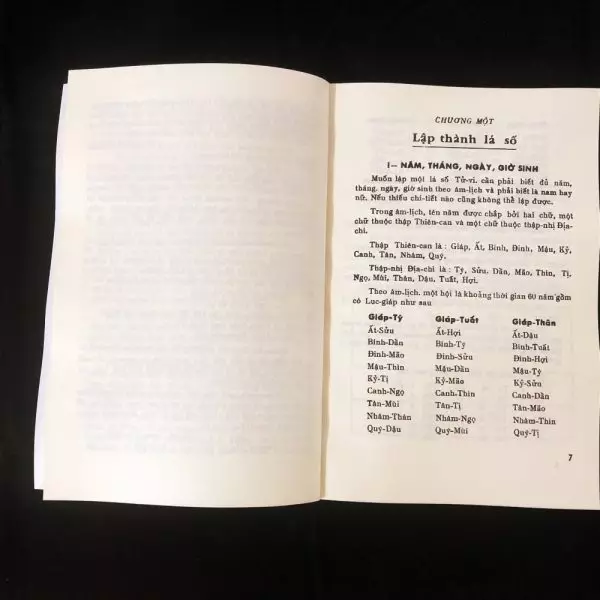 CHƯƠNG MỘT
Lập thành lá số
I— NĂM, THÁNG, NGÀY, GIỜ SINH
Muốn lập một lá số Tử-vi, cần phải biết đủ năm,
tháng, ngày, giờ sinh theo âm-lịch và phải biết là nam hay
nữ. Nếu thiếu chi-tiết nào cũng không thể lập được.
Trong âm-lịch, tên năm được chắp bởi hai chữ, một
chữ thuộc thập Thiên-can và một chữ thuộc thập-nhị Địa-
chi.
Thập Thiên-can là : Giáp, Ất, Bính, Đinh, Mậu, Kỷ,
Canh, Tân, Nhâm, Quý.
Thập-nhị Địa-chi là : Tý, Sửu, Dần, Mão, Thìn, Tị,
Ngọ, Mùi, Thân, Dậu, Tuất, Hợi.
Theo âm-lịch, một hội là khoảng thời gian 60 năm gồm
có Lục-giáp như sau
Giáp-Tý Giáp-Tuất Giáp-Thân
Ất-Sửu Ất-Hợi Ất-Dậu
Bính-Dần Bính-Tý Bính-Tuất
Đinh-Mão Đinh-Sửu Đinh-Hợi
Mậu-Thìn Mậu-Dần Mậu-Tý
Kỷ-Tị Kỷ-Mão Kỷ-Sửu
Canh-Ngọ Canh-Thìn Canh-Dần
Tân-Mùi Tân-Tị Tân-Mão
Nhâm-Thân Nhâm-Ngọ Nhâm-Thìn
Quý-Dậu Quý-Mùi Quý-Tị
7